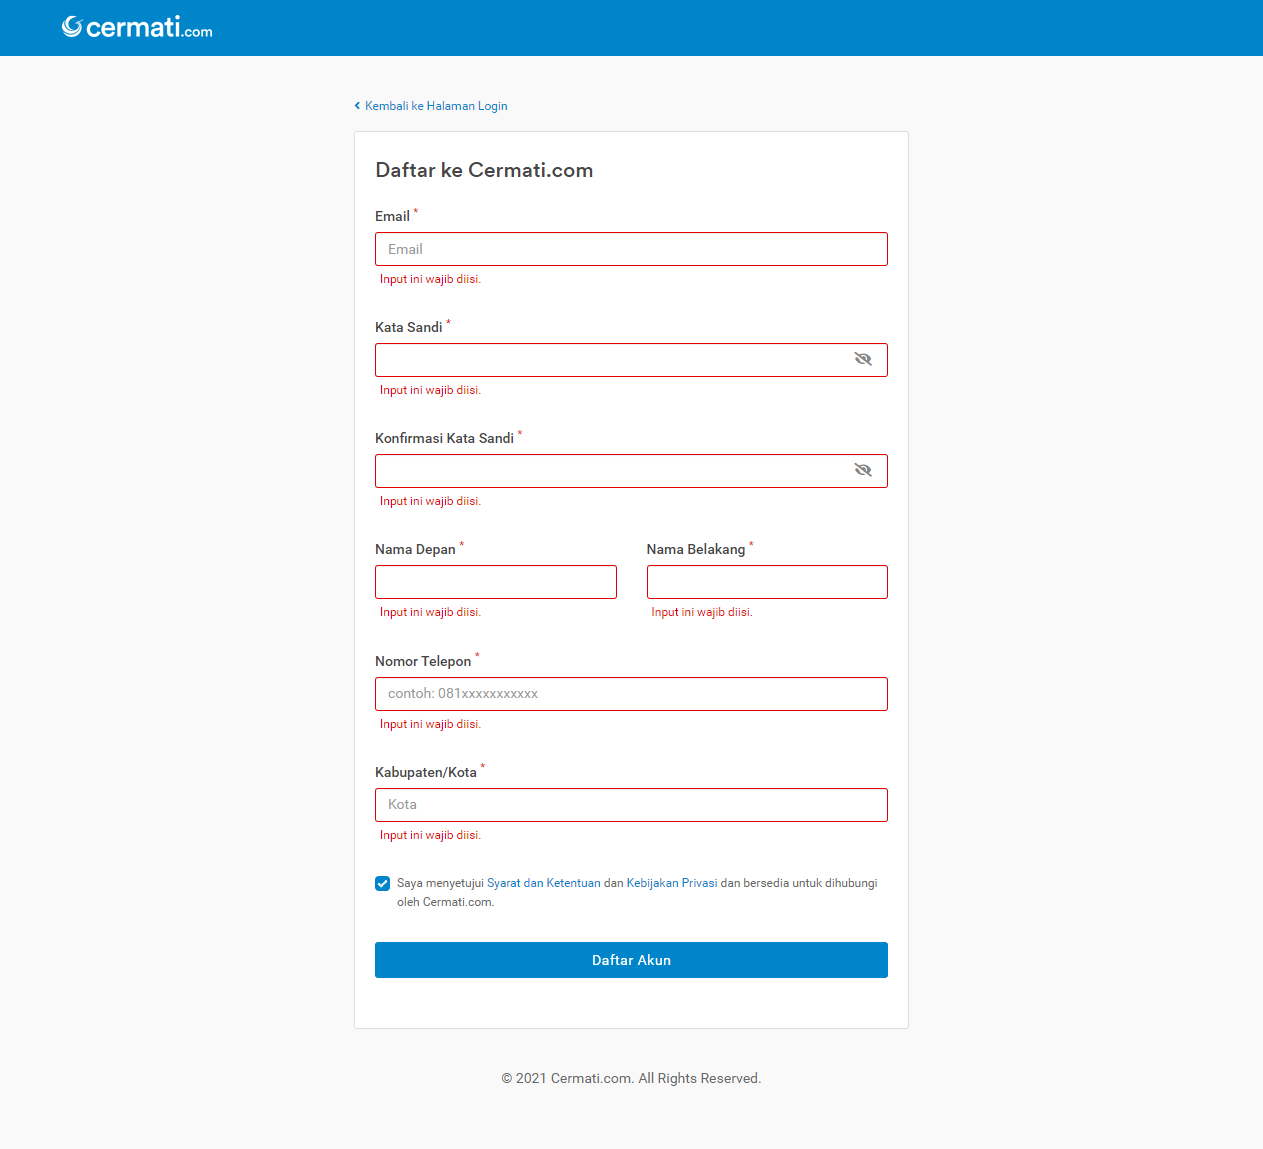 cermati.com
Kembali ke Halaman Login
Daftar ke Cermati.com
Email *
Email
Input ini wajib diisi.
Kata Sandi *
Input ini wajib diisi.
Konfirmasi Kata Sandi *
Input ini wajib diisi.
Nama Depan * Nama Belakang *
Input ini wajib diisi. Input ini wajib diisi.
Nomor Telepon *
contoh: 081xxxxxxxxxxx
Input ini wajib diisi.
Kabupaten/Kota *
Kota
Input ini wajib diisi.
Saya menyetujui Syarat dan Ketentuan dan Kebijakan Privasi dan bersedia untuk dihubungi
oleh Cermati.com.
Daftar Akun
© 2021 Cermati.com. All Rights Reserved.